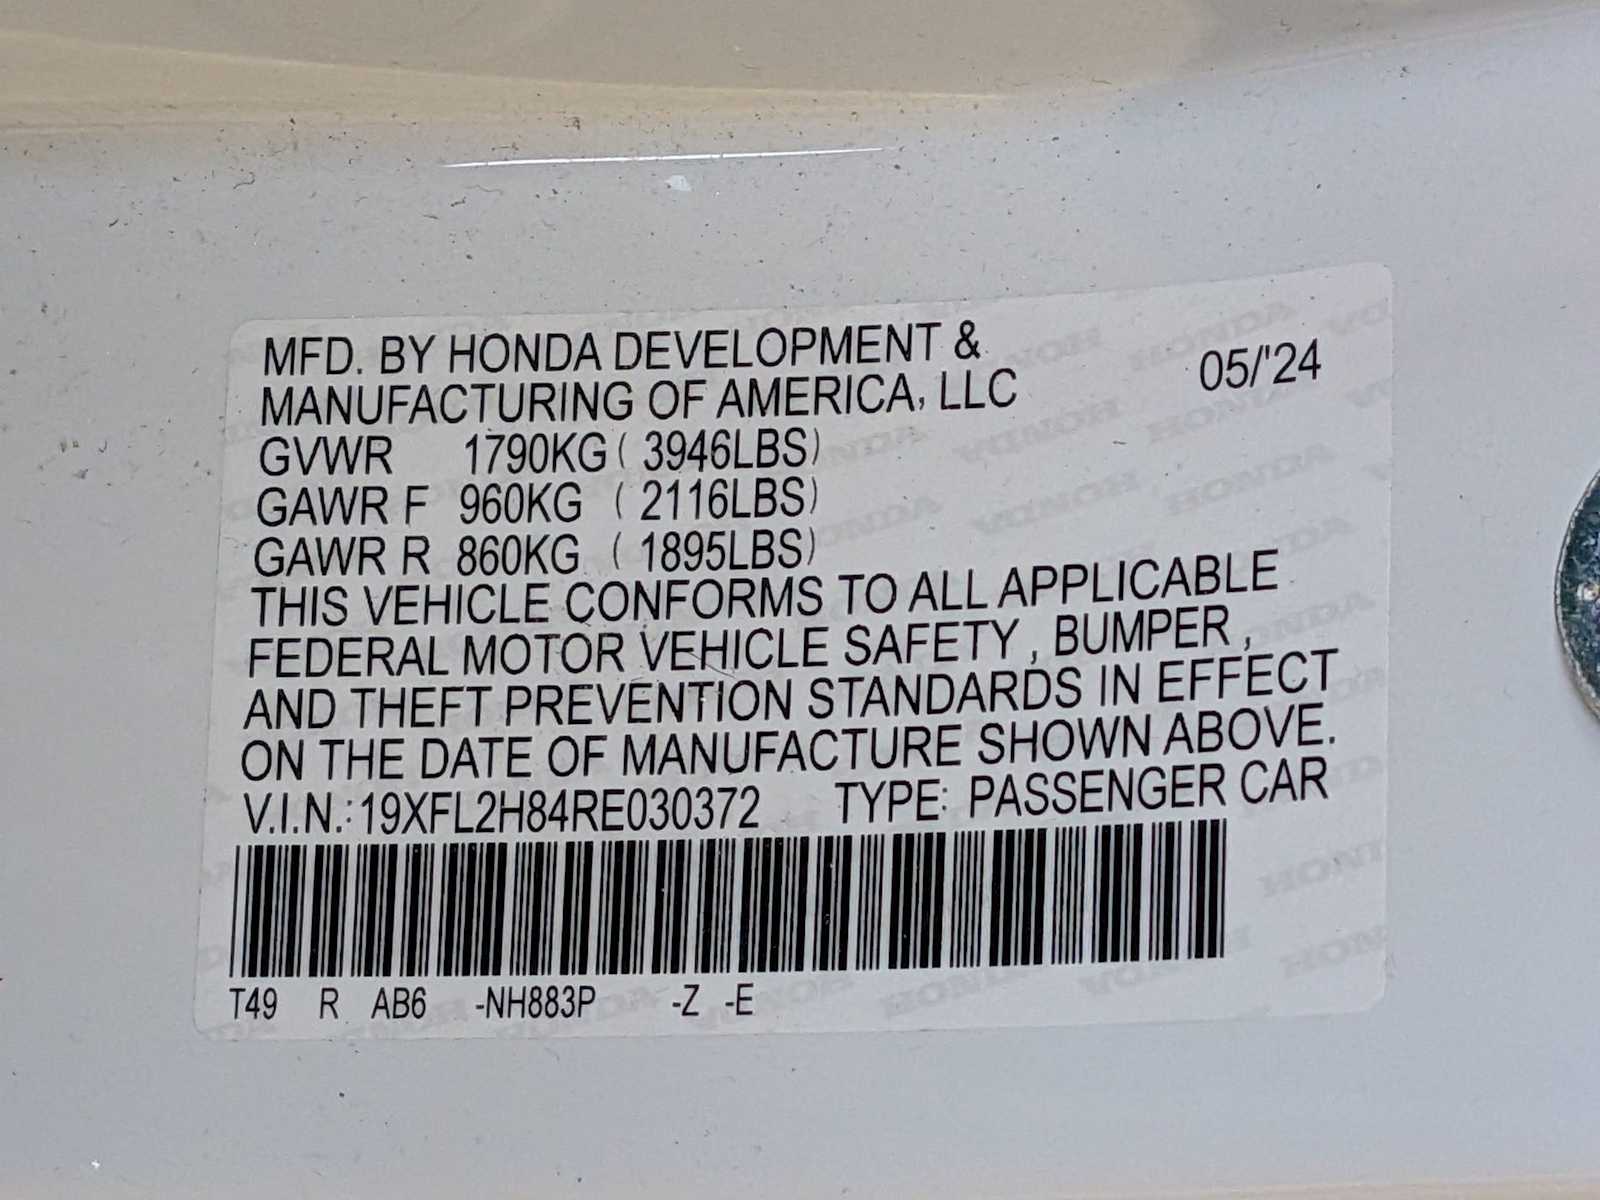 MFD. BY HONDA DEVELOPMENT &
MANUFACTURING OF AMERICA, LLC
05/'24
GVWR 1790KG ( 3946LBS)
GAWR F 960KG ( 2116LBS)
GAWR R 860KG ( 1895LBS)
THIS VEHICLE CONFORMS TO ALL APPLICABLE
FEDERAL MOTOR VEHICLE SAFETY , BUMPER ,
AND THEFT PREVENTION STANDARDS IN EFFECT
ON THE DATE OF MANUFACTURE SHOWN ABOVE.
V.I.N.: 19XFL2H84RE030372 TYPE: PASSENGER CAR
T49 R AB6 -NH883P -Z -E